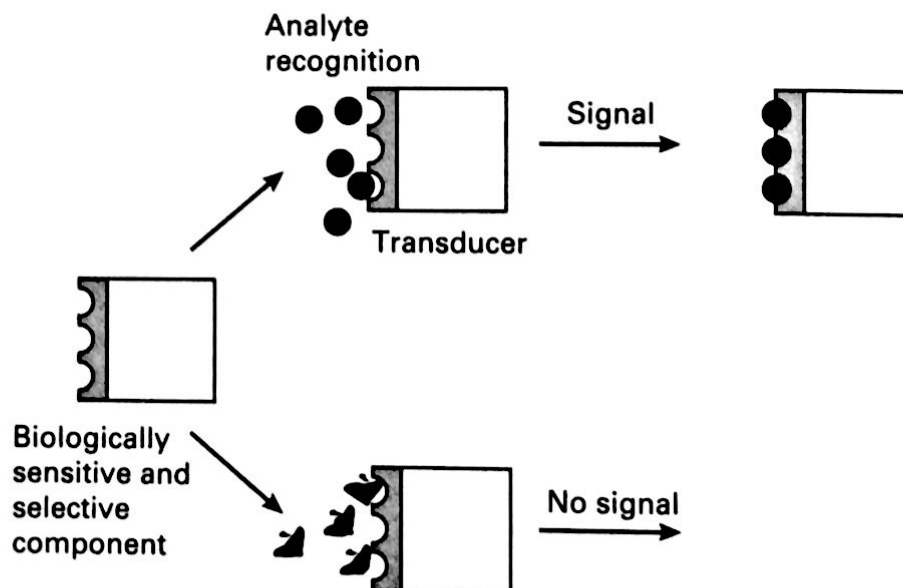 Analyte
recognition
Signal
Transducer
Biologically
sensitive and
selective
component
No signal